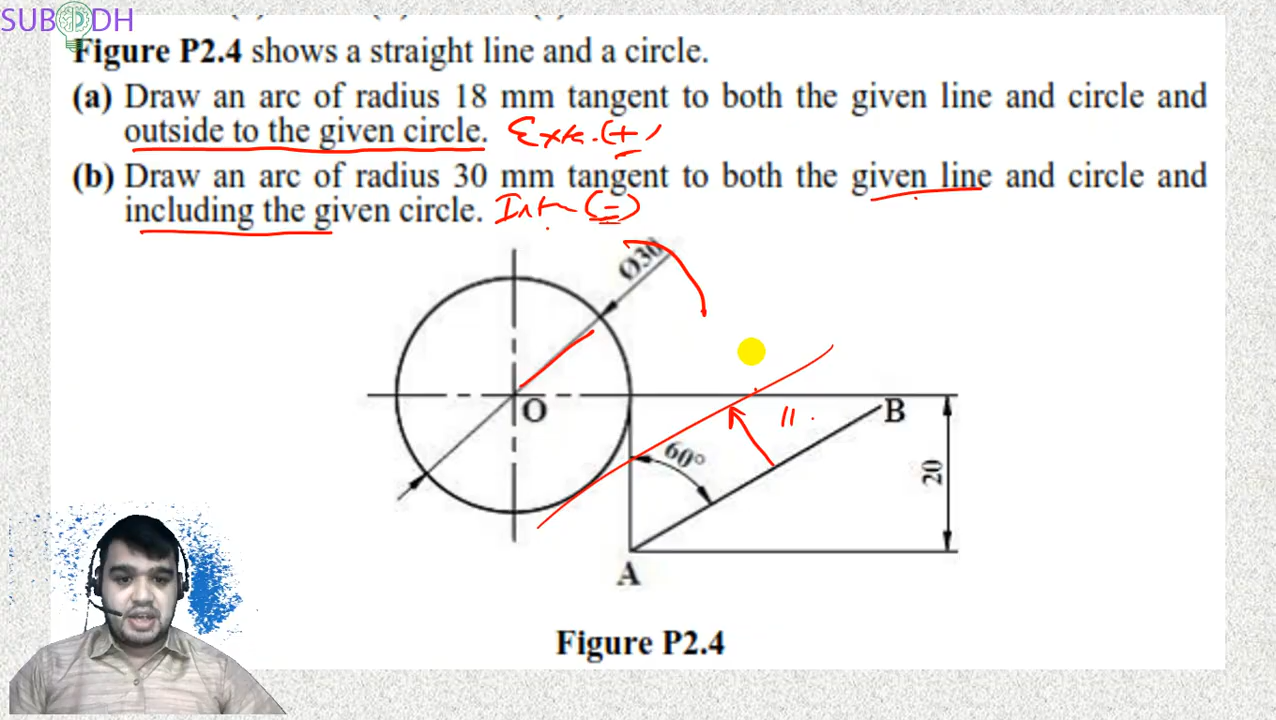 SUBODH
Figure P2.4 shows a straight line and a circle.
(a) Draw an arc of radius 18 mm tangent to both the given line and circle and
outside to the given circle. (+)
(b) Draw an arc of radius 30 mm tangent to both the given line and circle and
including the given circle. (-)
Ø30
O
B
60°
11.
20
A
Figure P2.4